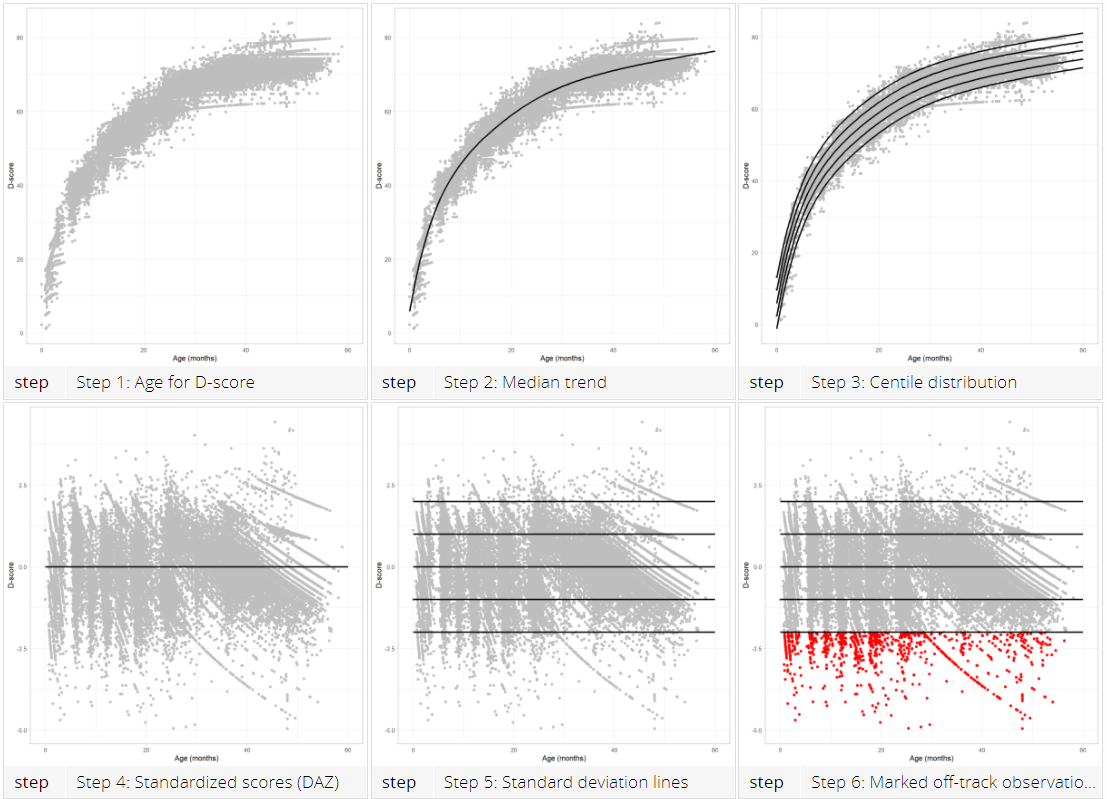 80
60
40
20
0
D-score
0 20 40 60
Age (months)
step Step 1: Age for D-score
80
60
40
20
0
D-score
0 20 40 60
Age (months)
step Step 2: Median trend
80
60
40
20
0
D-score
0 20 40 60
Age (months)
step Step 3: Centile distribution
2.5
0.0
-2.5
-5.0
D-score
0 20 40 60
Age (months)
step Step 4: Standardized scores (DAZ)
2.5
0.0
-2.5
-5.0
D-score
0 20 40 60
Age (months)
step Step 5: Standard deviation lines
2.5
0.0
-2.5
-5.0
D-score
0 20 40 60
Age (months)
step Step 6: Marked off-track observatio...